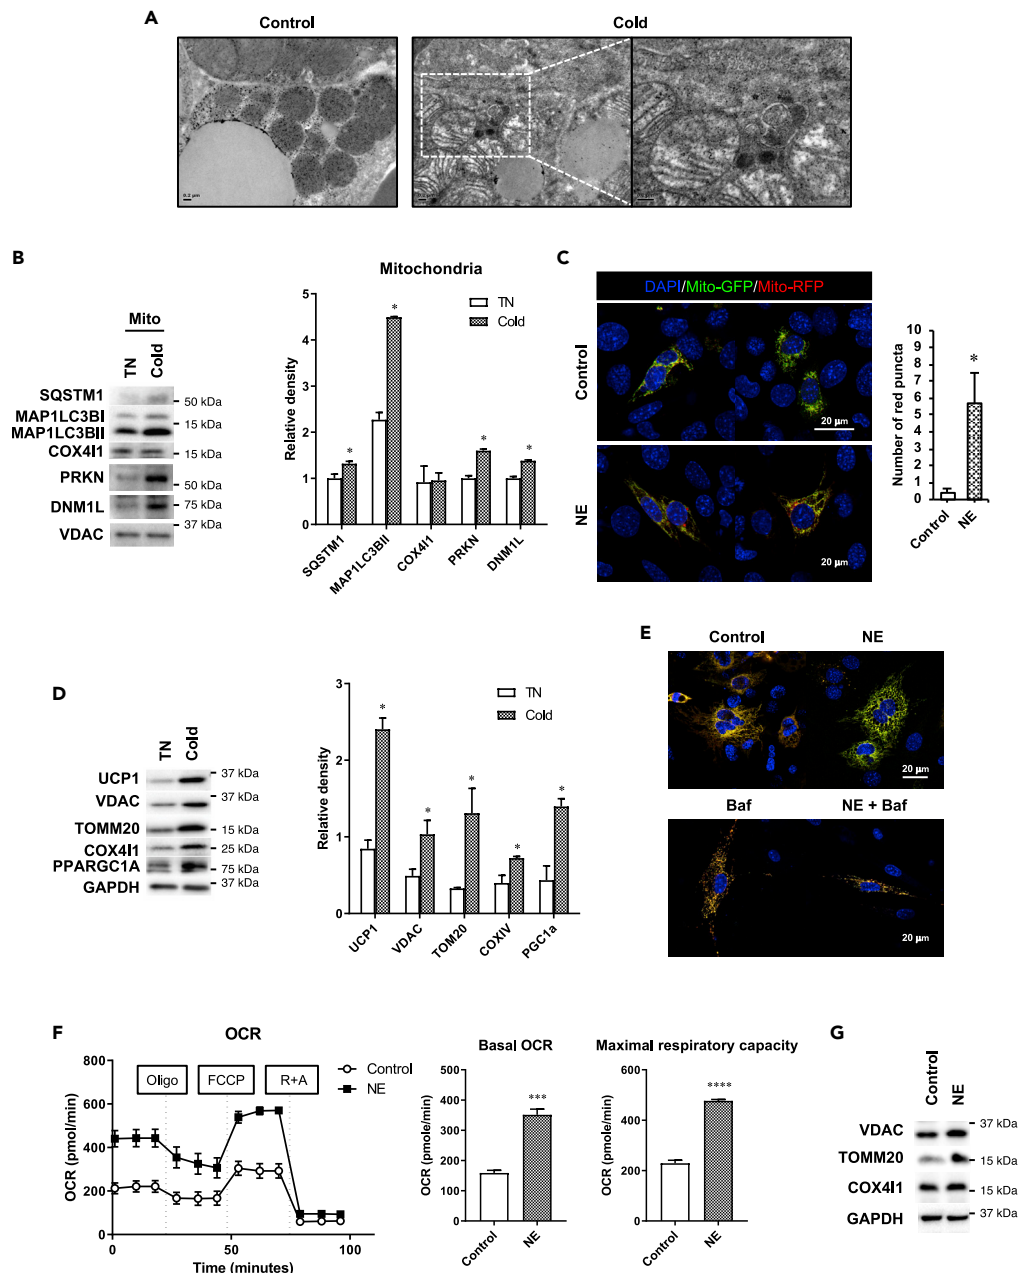 A
Control
Cold
0.2 µm
B
Mito
TN
Cold
SQSTM1
50 kDa
MAP1LC3BI
15 kDa
MAP1LC3BII
COX4I1
15 kDa
PRKN
50 kDa
DNM1L
75 kDa
37 kDa
VDAC
Mitochondria
Relative density
5
4
3
2
1
0
TN
Cold
*
*
*
*
SQSTM1
MAP1LC3BII
COX4I1
PRKN
DNM1L
C
DAPI/Mito-GFP/Mito-RFP
Control
20 µm
NE
20 µm
Number of red puncta
10
9
8
7
6
5
4
3
2
1
0
*
Control
NE
D
TN
Cold
UCP1
37 kDa
VDAC
37 kDa
TOMM20
15 kDa
COX4I1
25 kDa
PPARGC1A
75 kDa
GAPDH
37 kDa
Relative density
3
2
1
0
TN
Cold
*
*
*
*
*
UCP1
VDAC
TOM20
COXIV
PGC1a
E
Control
NE
20 µm
Baf
NE + Baf
20 µm
F
OCR
OCR (pmol/min)
800
600
400
200
0
Oligo
FCCP
R+A
Control
NE
0
50
100
Time (minutes)
Basal OCR
OCR (pmole/min)
500
400
300
200
100
0
***
Control
NE
Maximal respiratory capacity
OCR (pmole/min)
600
400
200
0
****
Control
NE
G
Control
NE
VDAC
37 kDa
TOMM20
15 kDa
COX4I1
15 kDa
GAPDH
37 kDa